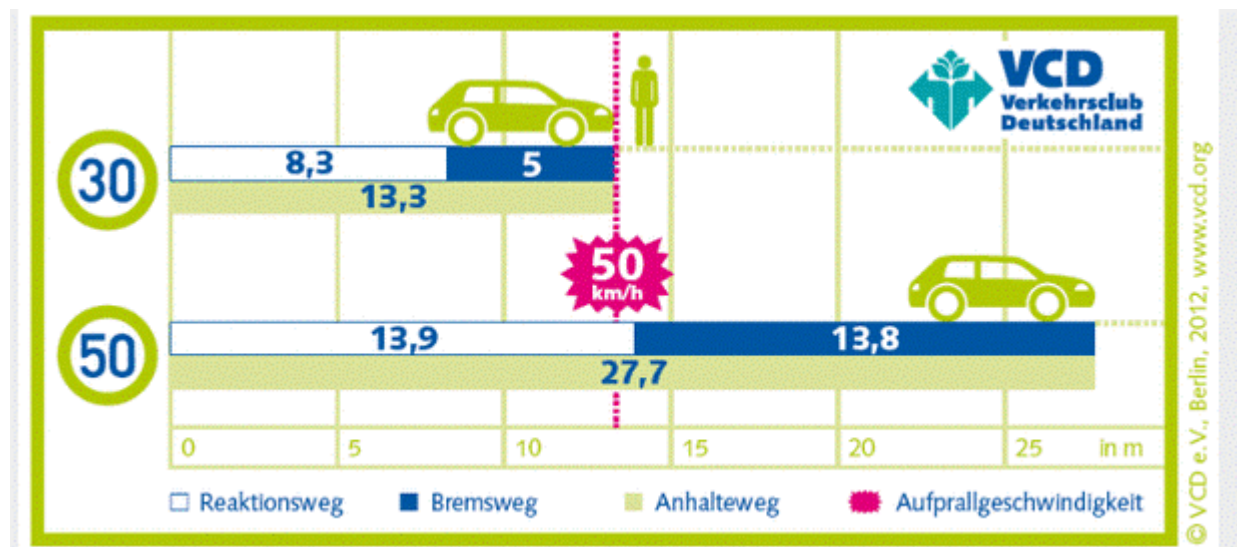 VCD
Verkehrsclub
Deutschland
30
8,3
5
13,3
50
km/h
50
13,9
13,8
27,7
0 5 10 15 20 25 in m
Reaktionsweg Bremsweg Anhalteweg Aufprallgeschwindigkeit
© VCD e.V., Berlin, 2012, www.vcd.org